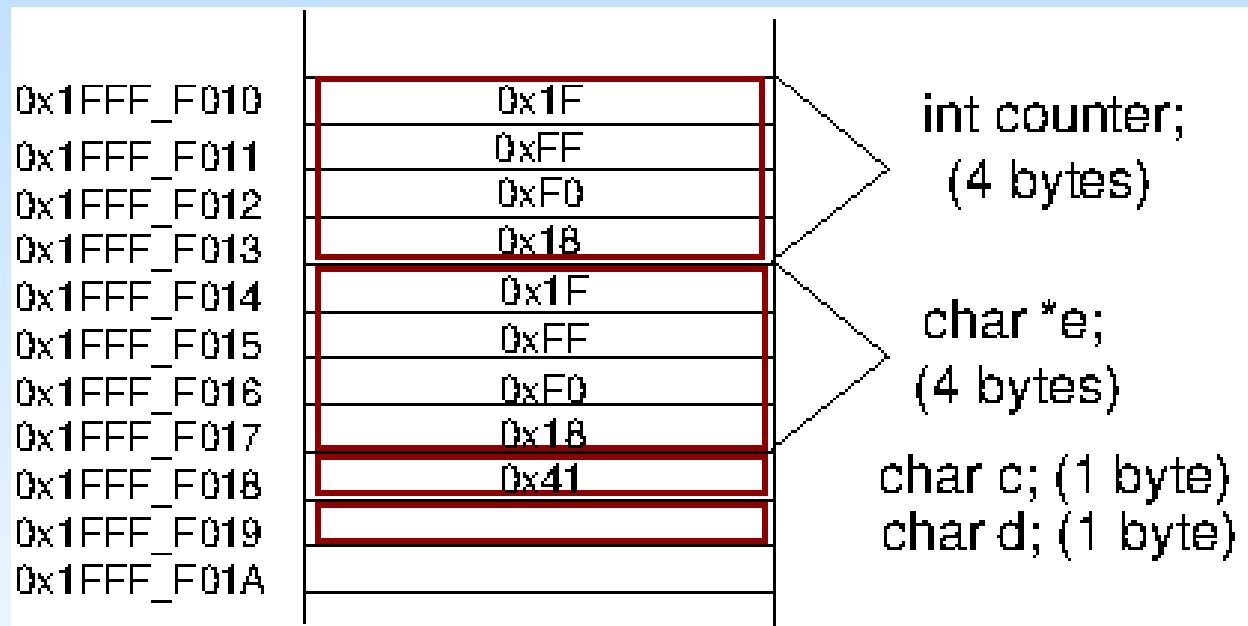 0x1FFF_F010 0x1F
0x1FFF_F011 0xFF
0x1FFF_F012 0xF0
0x1FFF_F013 0x18
int counter;
(4 bytes)
0x1FFF_F014 0x1F
0x1FFF_F015 0xFF
0x1FFF_F016 0xF0
0x1FFF_F017 0x18
char *e;
(4 bytes)
0x1FFF_F018 0x41 char c; (1 byte)
0x1FFF_F019 char d; (1 byte)
0x1FFF_F01A